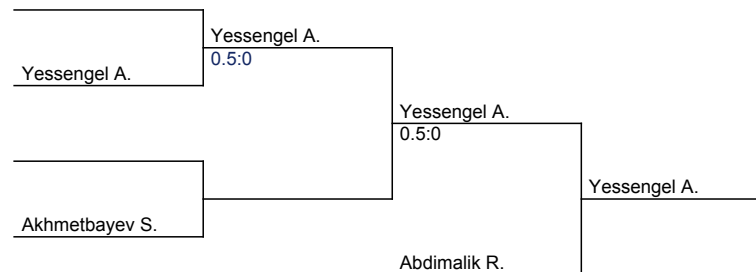 Yessengel A.
0.5:0
Yessengel A.
Yessengel A.
0.5:0
Yessengel A.
Akhmetbayev S.
Abdimalik R.